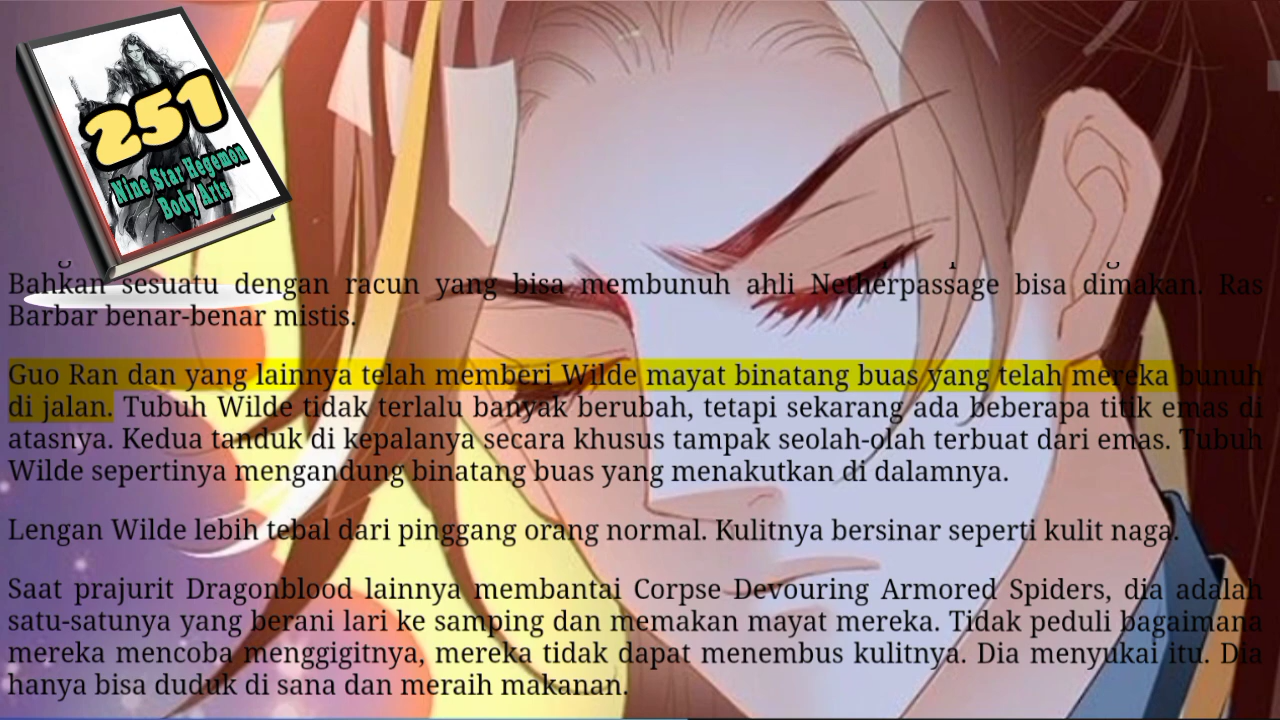 251
Nine Star Hegemon
Body Arts
Bahkan sesuatu dengan racun yang bisa membunuh ahli Netherpassage bisa dimakan. Ras
Barbar benar-benar mistis.
Guo Ran dan yang lainnya telah memberi Wilde mayat binatang buas yang telah mereka bunuh
di jalan. Tubuh Wilde tidak terlalu banyak berubah, tetapi sekarang ada beberapa titik emas di
atasnya. Kedua tanduk di kepalanya secara khusus tampak seolah-olah terbuat dari emas. Tubuh
Wilde sepertinya mengandung binatang buas yang menakutkan di dalamnya.
Lengan Wilde lebih tebal dari pinggang orang normal. Kulitnya bersinar seperti kulit naga.
Saat prajurit Dragonblood lainnya membantai Corpse Devouring Armored Spiders, dia adalah
satu-satunya yang berani lari ke samping dan memakan mayat mereka. Tidak peduli bagaimana
mereka mencoba menggigitnya, mereka tidak dapat menembus kulitnya. Dia menyukai itu. Dia
hanya bisa duduk di sana dan meraih makanan.